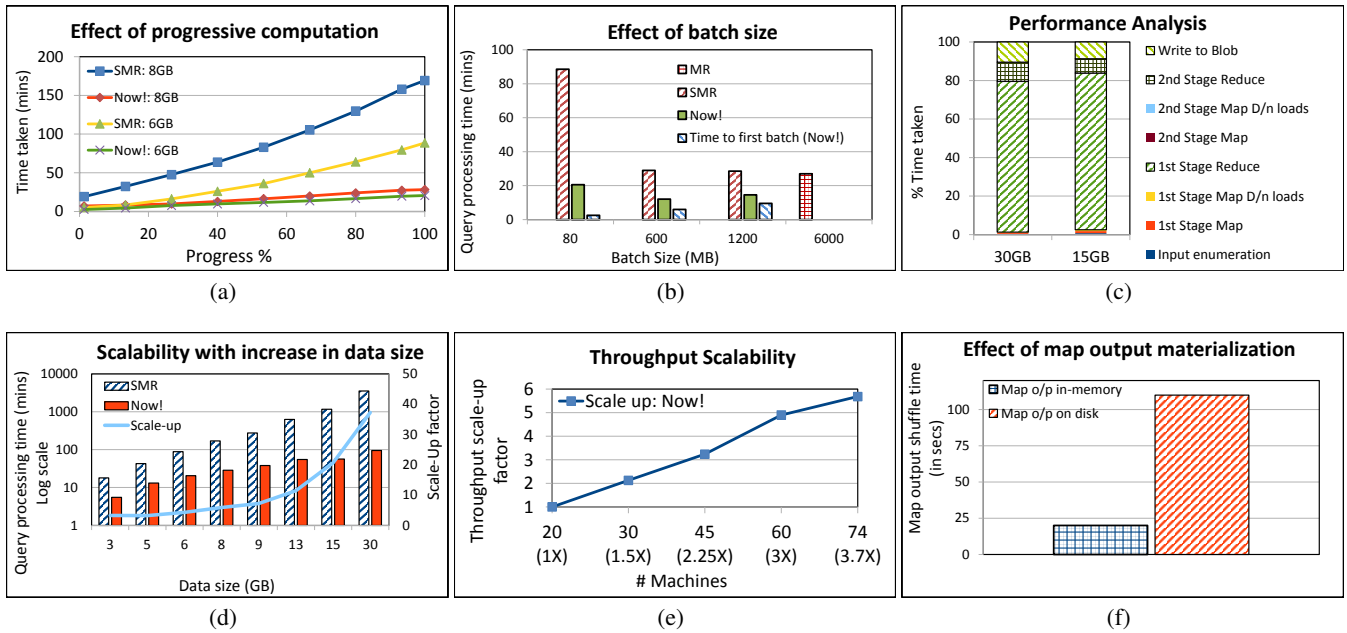 Effect of progressive computation
Time taken (mins)
200
150
100
50
0
SMR: 8GB
Now!: 8GB
SMR: 6GB
Now!: 6GB
0 20 40 60 80 100
Progress %
(a)
Effect of batch size
Query processing time (mins)
100
80
60
40
20
0
MR
SMR
Now!
Time to first batch (Now!)
80 600 1200 6000
Batch Size (MB)
(b)
Performance Analysis
% Time taken
100
80
60
40
20
0
30GB 15GB
Write to Blob
2nd Stage Reduce
2nd Stage Map D/n loads
2nd Stage Map
1st Stage Reduce
1st Stage Map D/n loads
1st Stage Map
Input enumeration
(c)
Scalability with increase in data size
Query processing time (mins)
Log scale
10000
1000
100
10
1
SMR
Now!
Scale-up
50
40
30
20
10
0
Scale-Up factor
3 5 6 8 9 13 15 30
Data size (GB)
(d)
Throughput Scalability
Throughput scale-up
factor
6
5
4
3
2
1
Scale up: Now!
20 30 45 60 74
(1X) (1.5X) (2.25X) (3X) (3.7X)
# Machines
(e)
Effect of map output materialization
Map output shuffle time
(in secs)
100
75
50
25
0
Map o/p in-memory
Map o/p on disk
(f)